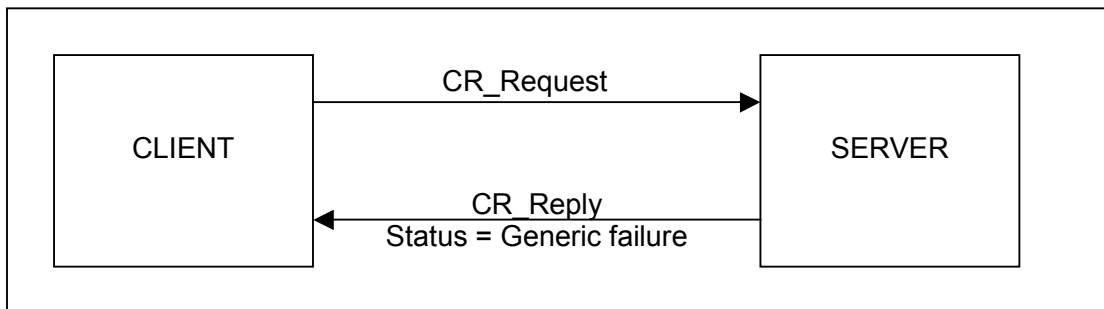 CR_Request
CLIENT
SERVER
CR_Reply
Status = Generic failure